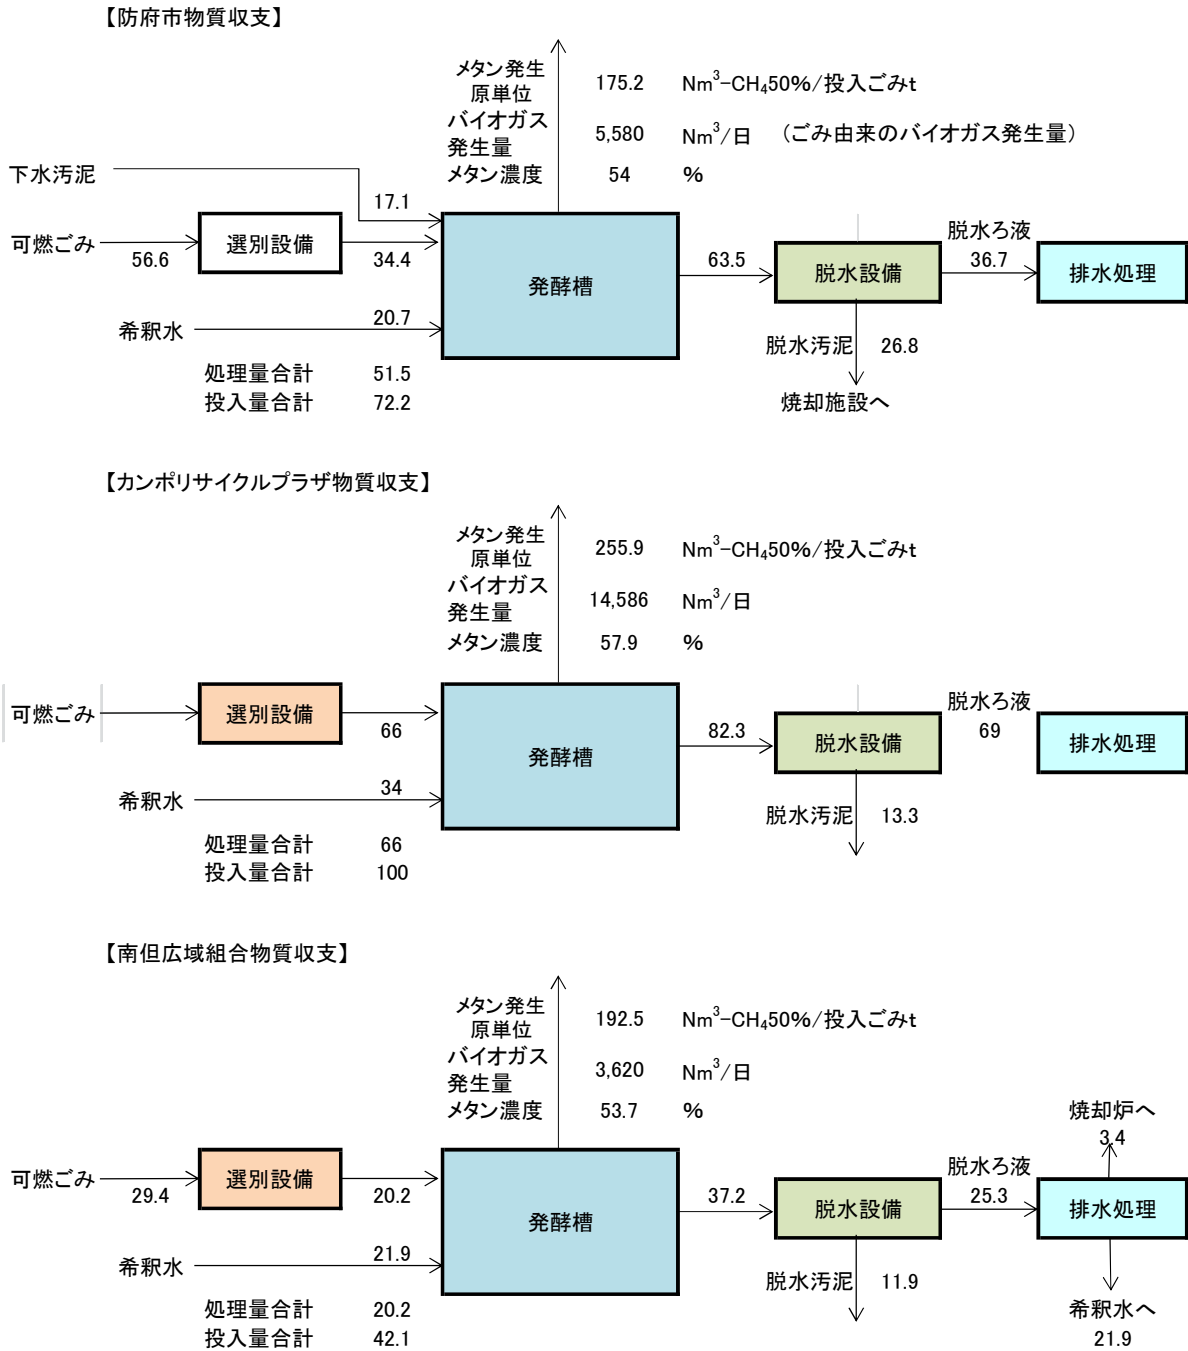 【防府市物質収支】
メタン発生
原単位
175.2 Nm³-CH₄50%/投入ごみt
バイオガス
発生量
5,580 Nm³/日 (ごみ由来のバイオガス発生量)
メタン濃度 54 %
下水汚泥
17.1
可燃ごみ
56.6
選別設備
34.4
希釈水
20.7
発酵槽
63.5
脱水設備
脱水ろ液
36.7
排水処理
脱水汚泥 26.8
焼却施設へ
処理量合計 51.5
投入量合計 72.2
【カンポリサイクルプラザ物質収支】
メタン発生
原単位
255.9 Nm³-CH₄50%/投入ごみt
バイオガス
発生量
14,586 Nm³/日
メタン濃度 57.9 %
可燃ごみ
選別設備
66
希釈水
34
発酵槽
82.3
脱水設備
脱水ろ液
69
排水処理
脱水汚泥 13.3
処理量合計 66
投入量合計 100
【南但広域組合物質収支】
メタン発生
原単位
192.5 Nm³-CH₄50%/投入ごみt
バイオガス
発生量
3,620 Nm³/日
メタン濃度 53.7 %
可燃ごみ
29.4
選別設備
20.2
希釈水
21.9
発酵槽
37.2
脱水設備
脱水ろ液
25.3
焼却炉へ
3.4
排水処理
脱水汚泥 11.9
希釈水へ
21.9
処理量合計 20.2
投入量合計 42.1